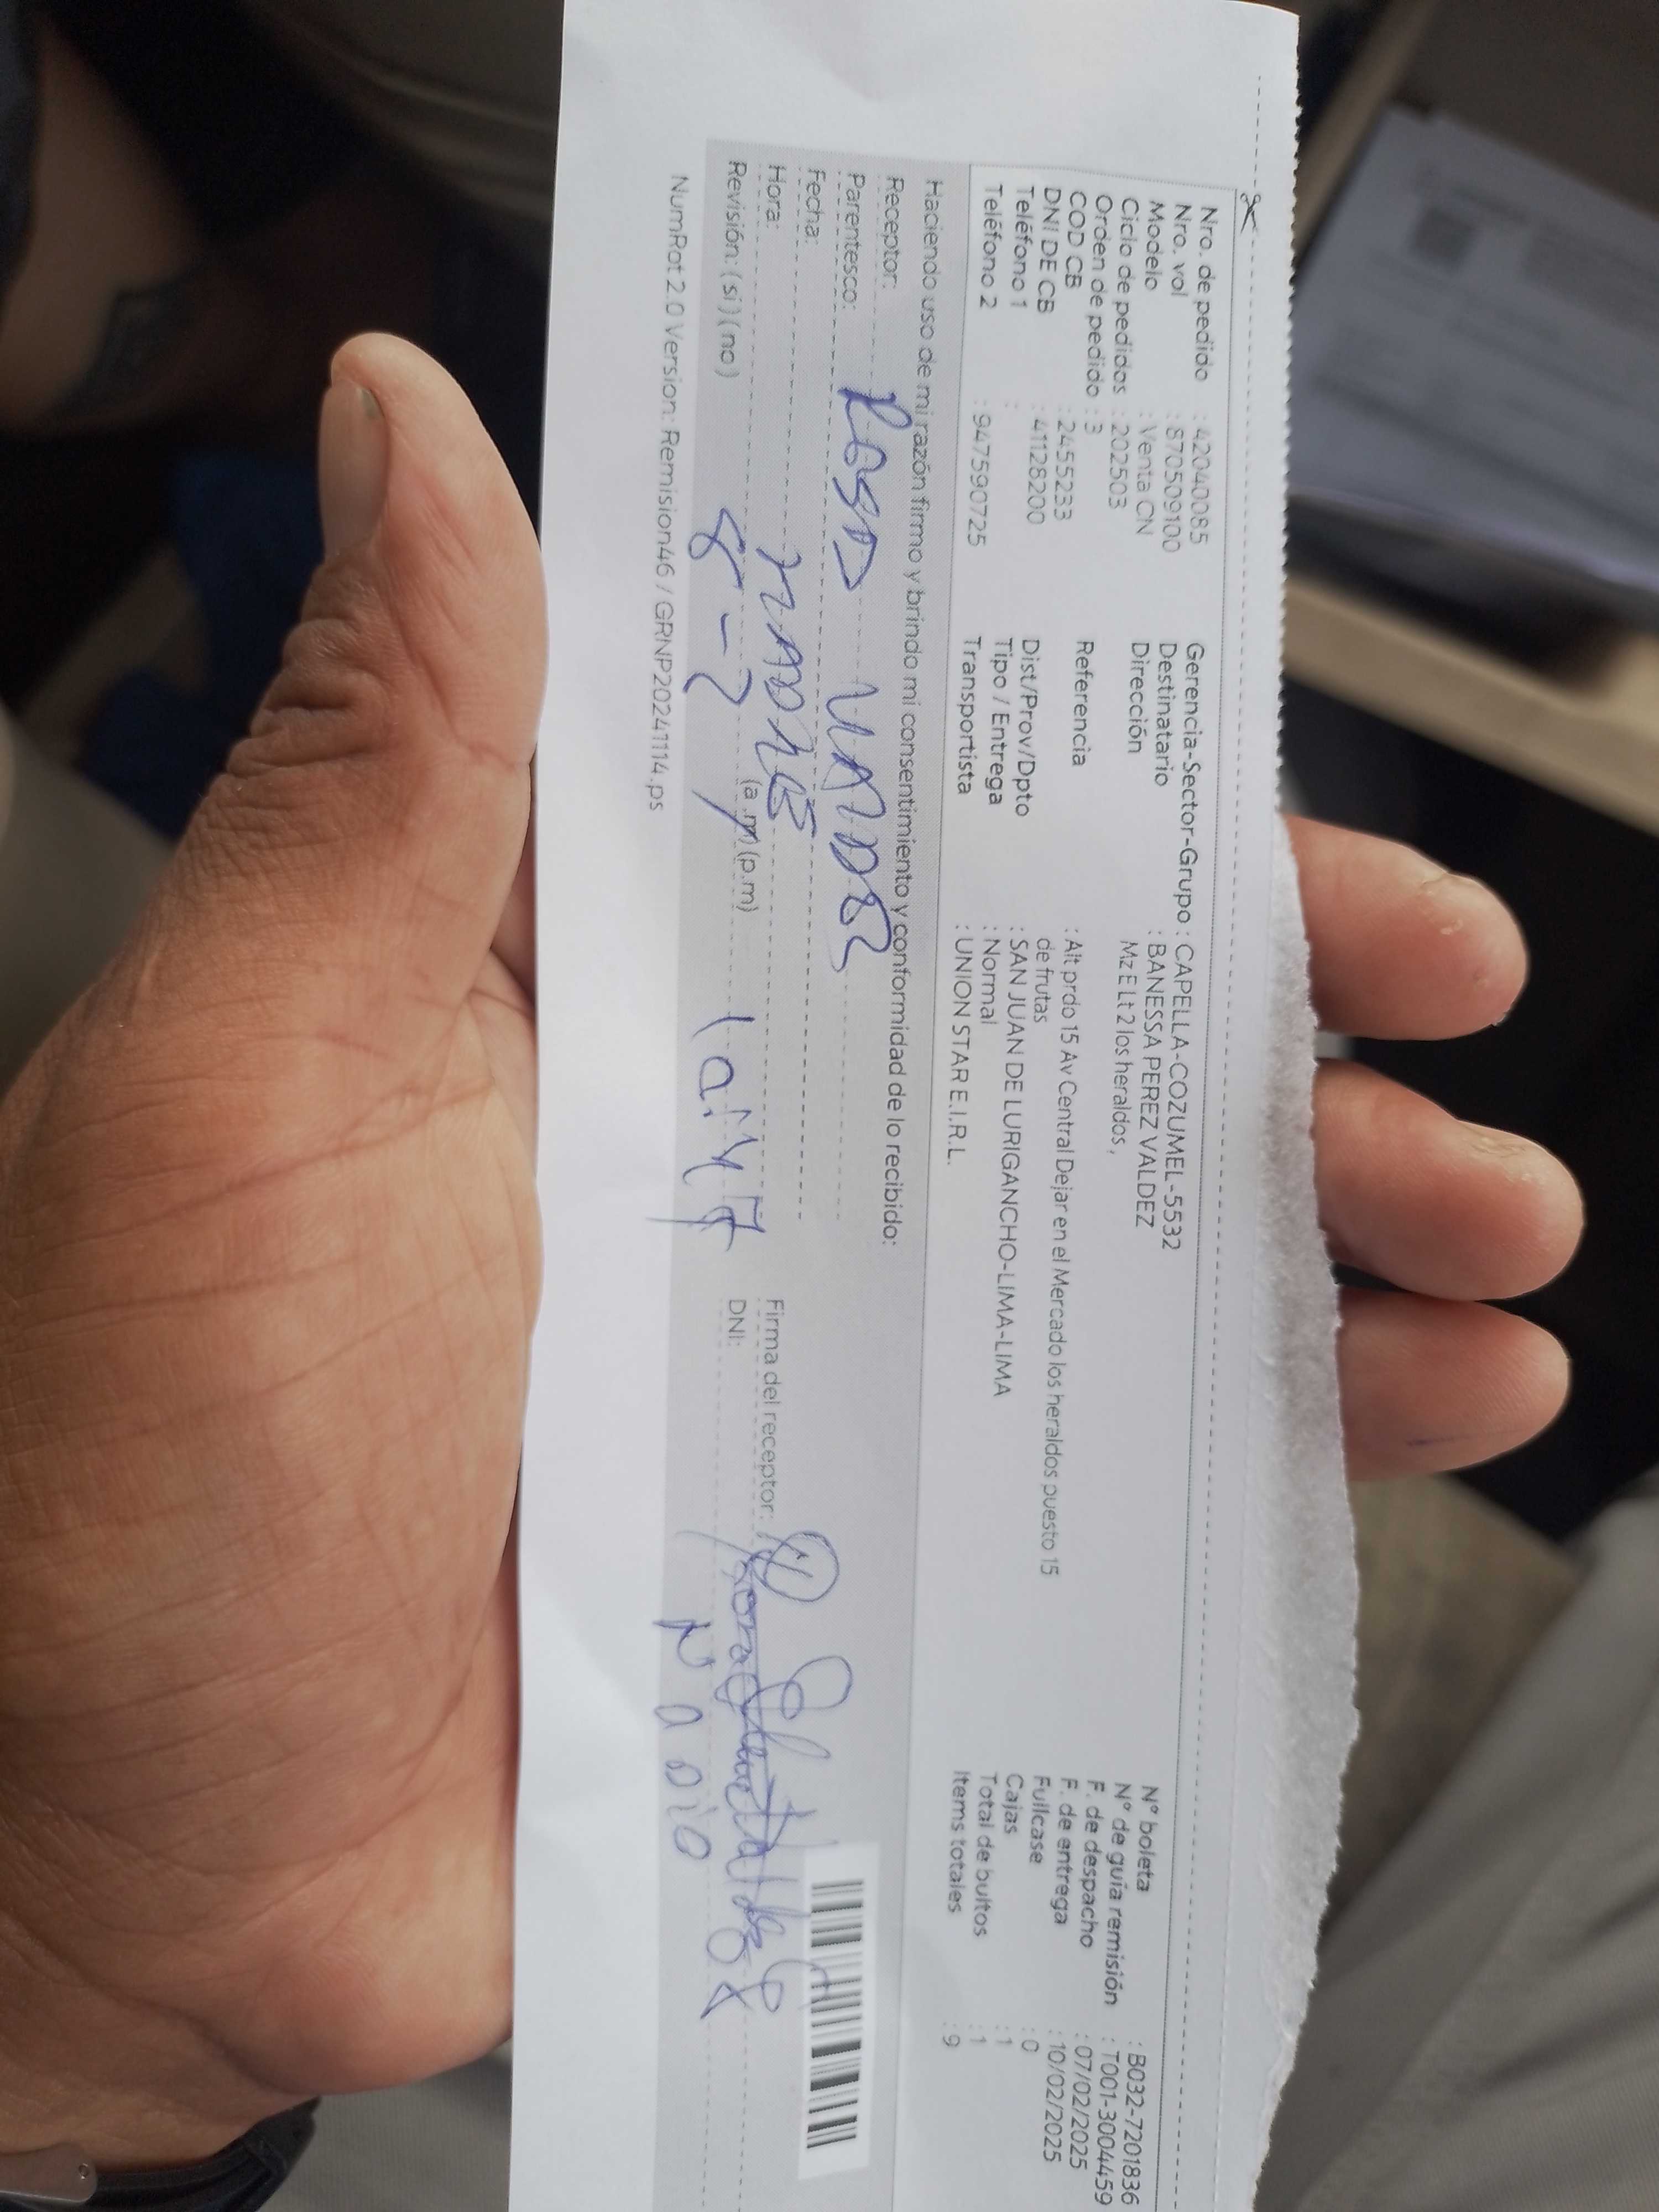 Nro. de pedido : 42040085
Nro. vol : 870509100
Modelo : Venta CN
Ciclo de pedidos : 202503
Orden de pedido : 3
COD CB : 2455233
DNI DE CB : 41128200
Teléfono 1 :
Teléfono 2 : 947590725
Gerencia-Sector-Grupo : CAPELLA-COZUMEL-5532
Destinatario : BANESSA PEREZ VALDEZ
Dirección Mz E Lt 2 los heraldos,
Referencia : Alt prdo 15 Av Central Dejar en el Mercado los heraldos puesto 15
de frutas
Dist/Prov/Dpto : SAN JUAN DE LURIGANCHO-LIMA-LIMA
Tipo / Entrega : Normal
Transportista : UNION STAR E.I.R.L.
N° boleta : B032-7201836
N° de guía remisión : T001-3004459
F. de despacho : 07/02/2025
F. de entrega : 10/02/2025
Fullcase : 0
Cajas : 1
Total de bultos : 1
Items totales : 9
Haciendo uso de mi razón firmo y brindo mi consentimiento y conformidad de lo recibido:
Receptor:
Parentesco: ROSA
Fecha:
Hora: (a.m) (p.m)
Revisión: (si) (no) 8-2
Firma del receptor:
DNI:
NumRot 2.0 Version: Remision46 / GRNP20241114.ps